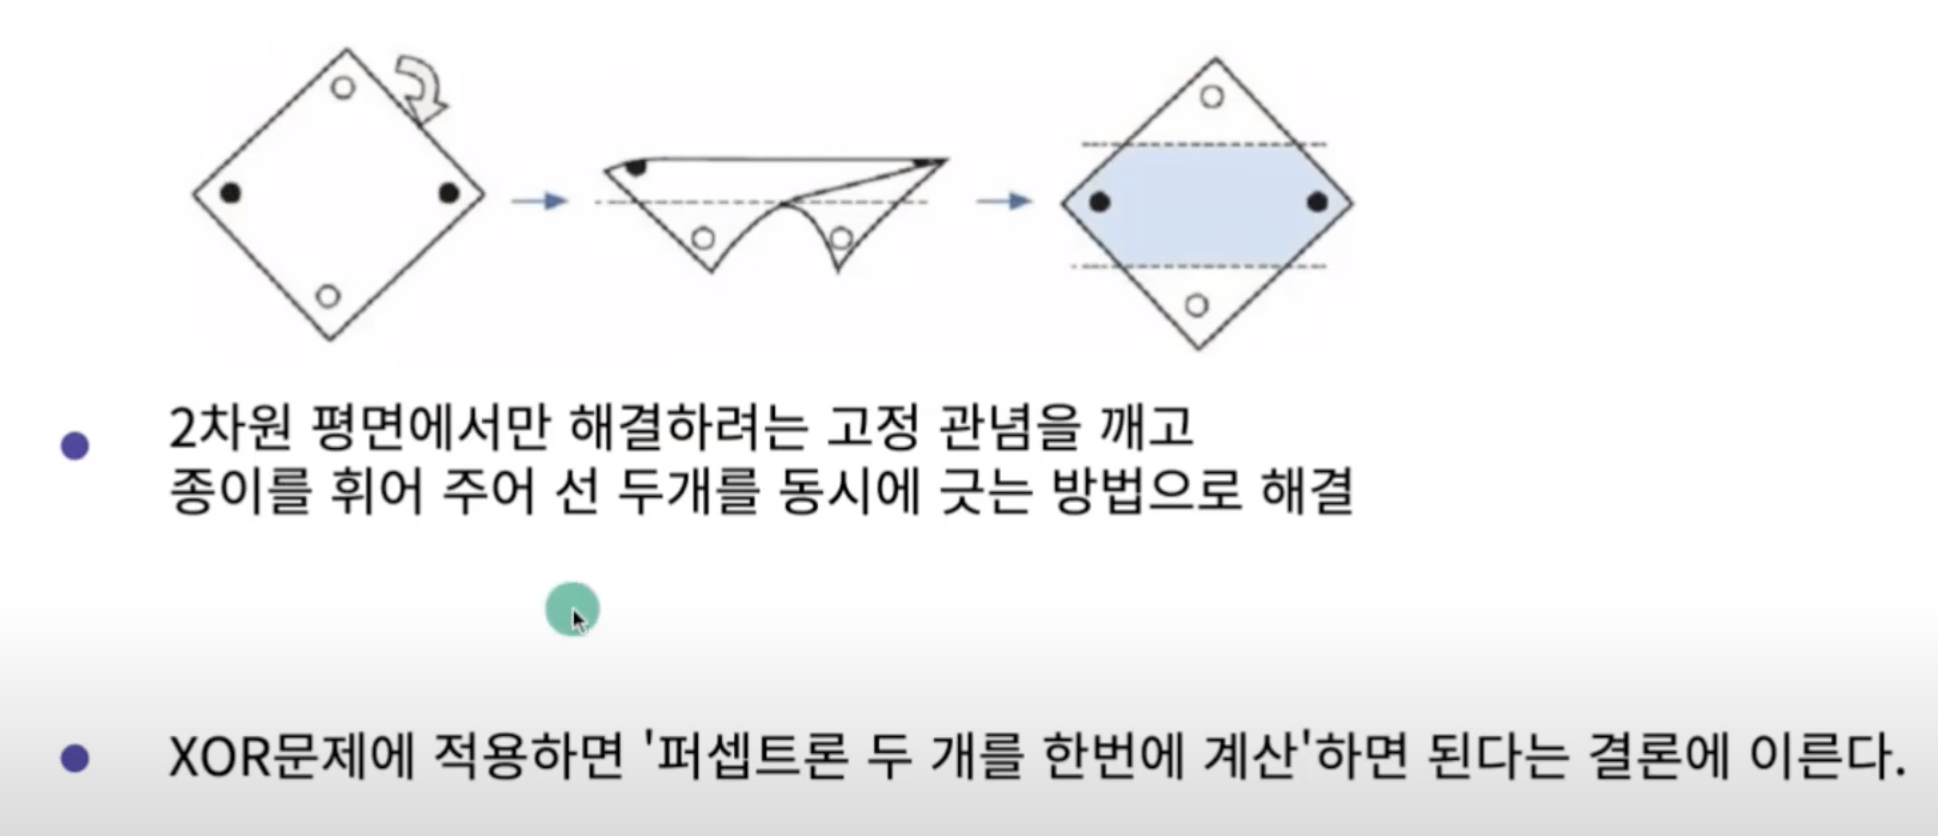 2차원 평면에서만 해결하려는 고정 관념을 깨고
종이를 휘어 주어 선 두개를 동시에 긋는 방법으로 해결
XOR문제에 적용하면 '퍼셉트론 두 개를 한번에 계산'하면 된다는 결론에 이른다.